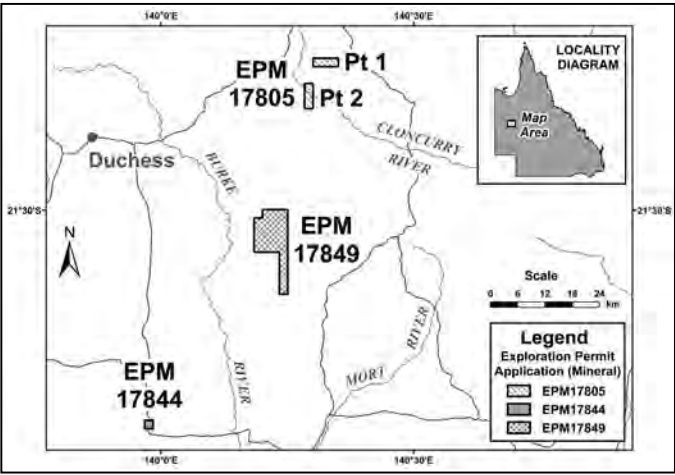 140°0'E
140°30'E
LOCALITY
DIAGRAM
Map
Area
EPM
17805
Pt 1
Pt 2
CLONCURRY
RIVER
Duchess
BURKE
21°30'S
21°30'S
N
EPM
17849
Scale
0 6 12 18 24
km
RIVER
MORT
RIVER
EPM
17844
Legend
Exploration Permit
Application (Mineral)
EPM17805
EPM17844
EPM17849
140°0'E
140°30'E